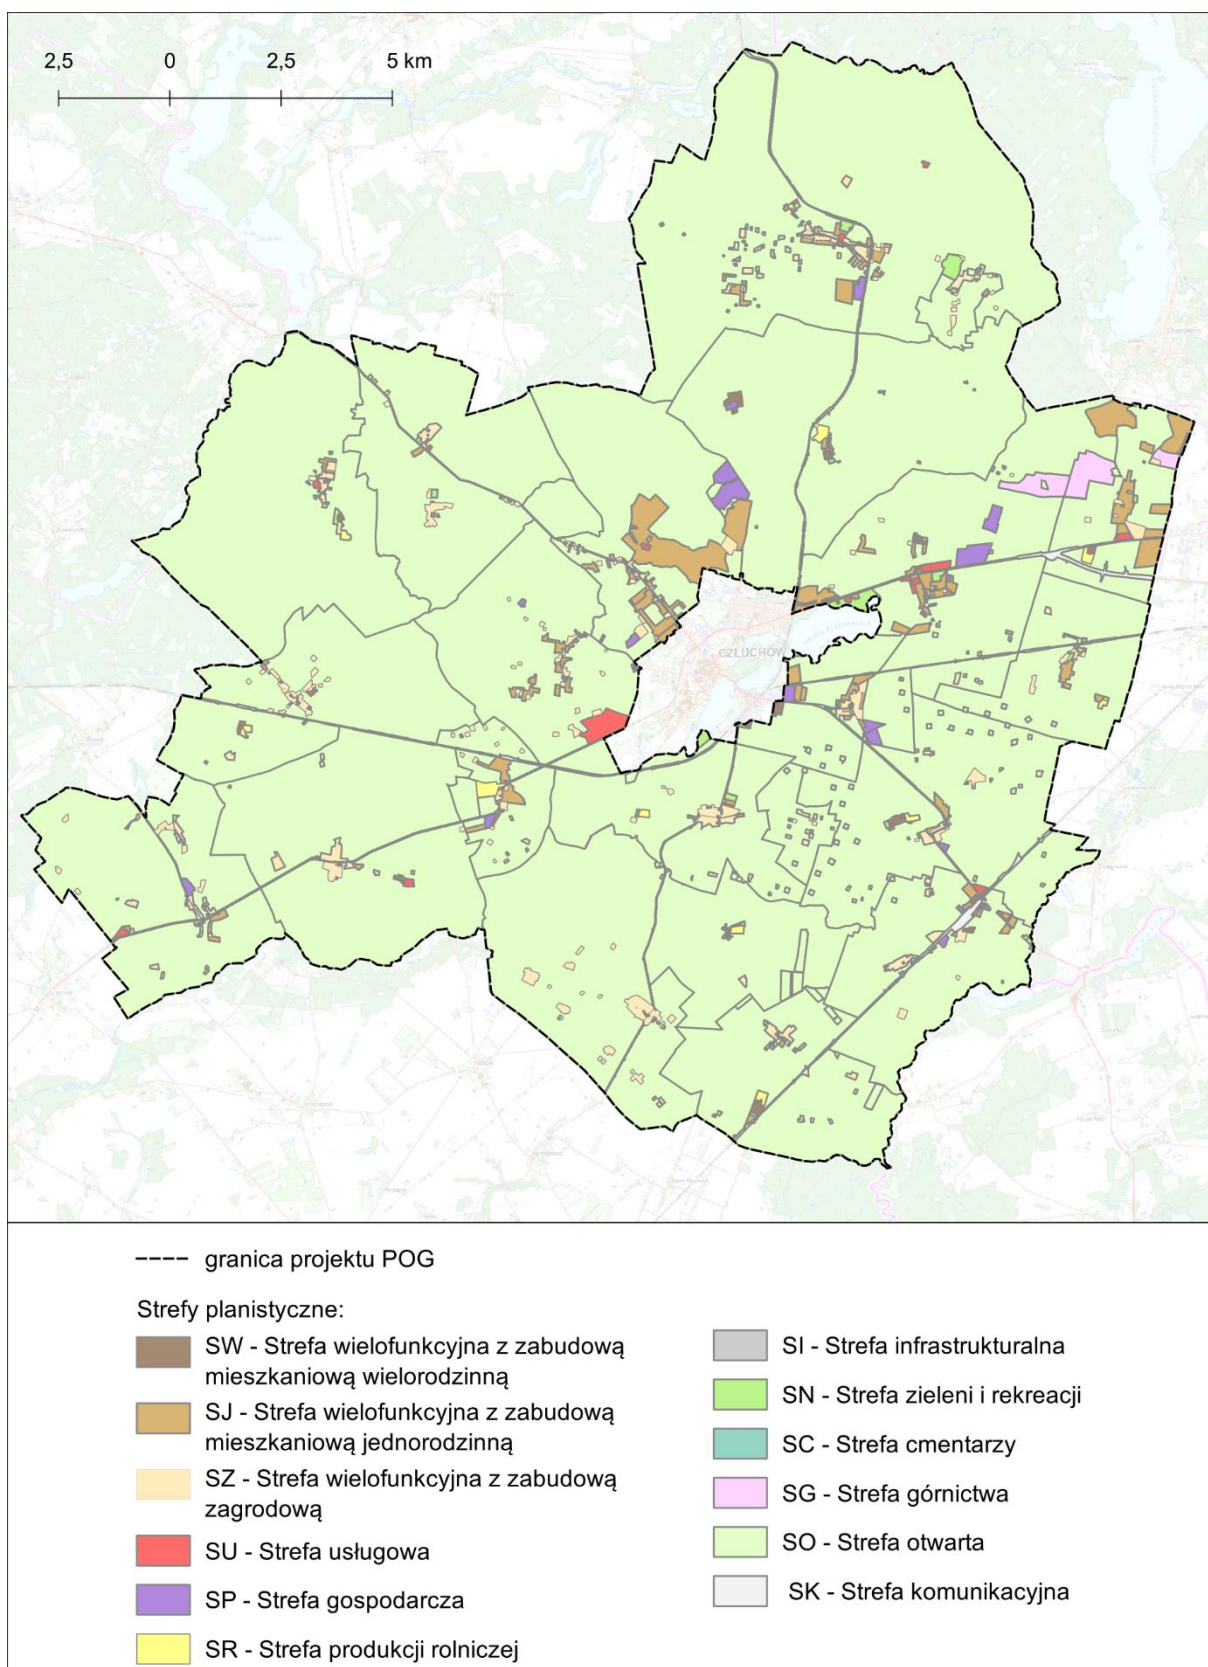 2,5 0 2,5 5 km
CZŁUCHÓW
granica projektu POG
Strefy planistyczne:
SW - Strefa wielofunkcyjna z zabudową
mieszkaniową wielorodzinną
SJ - Strefa wielofunkcyjna z zabudową
mieszkaniową jednorodzinną
SZ - Strefa wielofunkcyjna z zabudową
zagrodową
SU - Strefa usługowa
SP - Strefa gospodarcza
SR - Strefa produkcji rolniczej
SI - Strefa infrastrukturalna
SN - Strefa zieleni i rekreacji
SC - Strefa cmentarzy
SG - Strefa górnictwa
SO - Strefa otwarta
SK - Strefa komunikacyjna